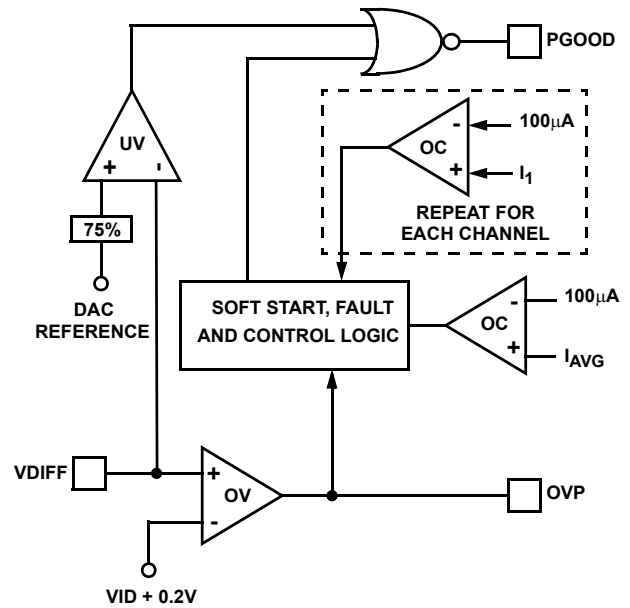 PGOOD
UV
+ -
75%
DAC
REFERENCE
- 100μA
OC
+ I1
REPEAT FOR
EACH CHANNEL
SOFT START, FAULT
AND CONTROL LOGIC
- 100μA
OC
+ IAVG
VDIFF
+
OV
-
OVP
VID + 0.2V